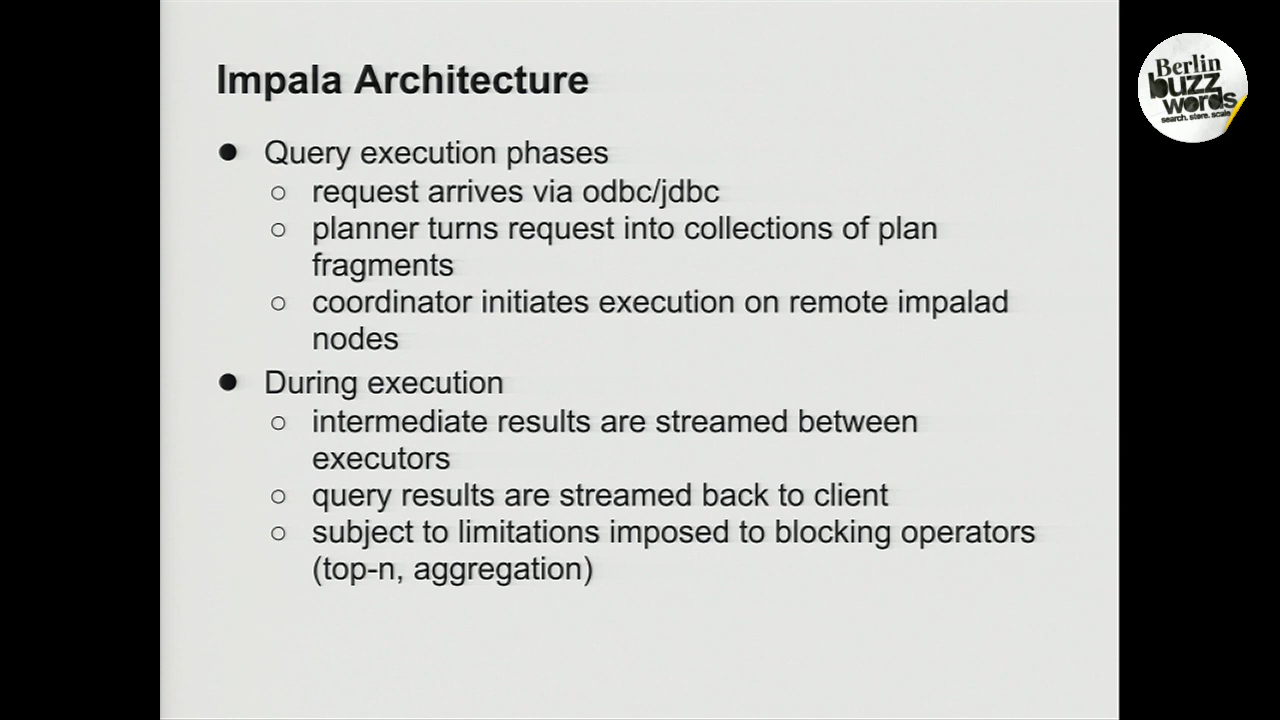 Impala Architecture
● Query execution phases
○ request arrives via odbc/jdbc
○ planner turns request into collections of plan
fragments
○ coordinator initiates execution on remote impalad
nodes
● During execution
○ intermediate results are streamed between
executors
○ query results are streamed back to client
○ subject to limitations imposed to blocking operators
(top-n, aggregation)
Berlin
buzz
words
search. store. scale